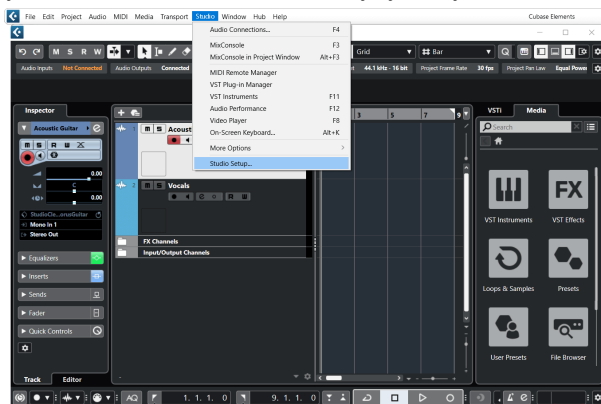 File Edit Project Audio MIDI Media Transport Studio Window Hub Help
Cubase Elements
M S R W
Grid
Bar
Audio Inputs Not Connected Audio Outputs Connected
44.1 kHz - 16 bit Project Frame Rate 30 fps Project Pan Law Equal Power
Audio Connections... F4
MixConsole F3
MixConsole in Project Window Alt+F3
MIDI Remote Manager
VST Plug-in Manager
VST Instruments F11
Audio Performance F12
Video Player F8
On-Screen Keyboard... Alt+K
More Options
Studio Setup...
Inspector
Acoustic Guitar
M S R W
0.00
C
0.00
Mono In 1
Stereo Out
Equalizers
Inserts
Sends
Fader
Quick Controls
Track Editor
1 M S Acoust
2 M S Vocals
R W
FX Channels
Input/Output Channels
3 5 7 9
VSTi Media
Search
VST Instruments
FX
VST Effects
Loops & Samples
Presets
User Presets
File Browser
AQ
1. 1. 1. 0
9. 1. 1. 0